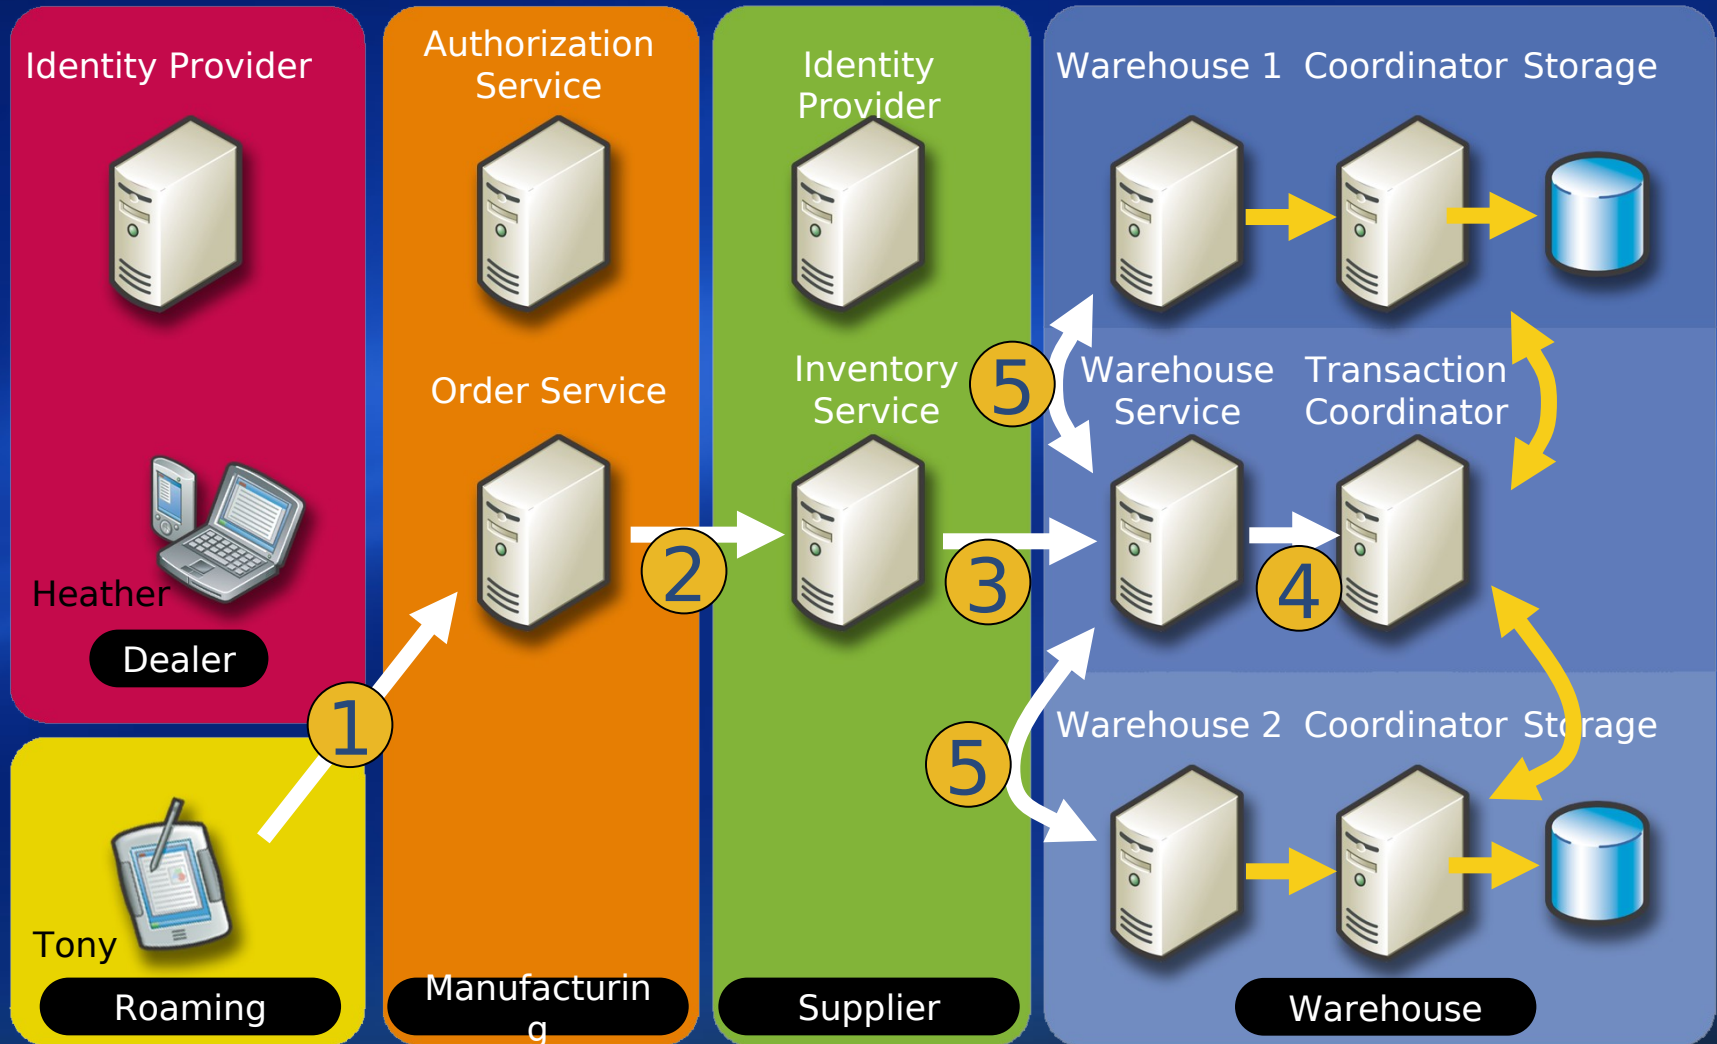 Identity Provider
Authorization
Service
Identity
Provider
Warehouse 1
Coordinator
Storage
Order Service
Inventory
Service
5
Warehouse
Service
Transaction
Coordinator
2
3
4
Heather
Dealer
1
5
Warehouse 2
Coordinator
Storage
Tony
Roaming
Manufacturin
g
Supplier
Warehouse